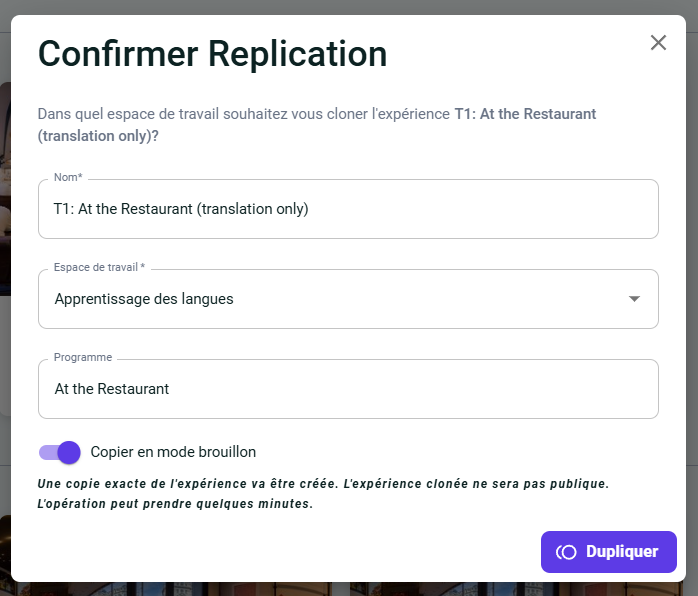 Confirmer Replication
Dans quel espace de travail souhaitez vous cloner l'expérience T1: At the Restaurant
(translation only)?
Nom*
T1: At the Restaurant (translation only)
Espace de travail *
Apprentissage des langues
Programme
At the Restaurant
Copier en mode brouillon
Une copie exacte de l'expérience va être créée. L'expérience clonée ne sera pas publique.
L'opération peut prendre quelques minutes.
Dupliquer